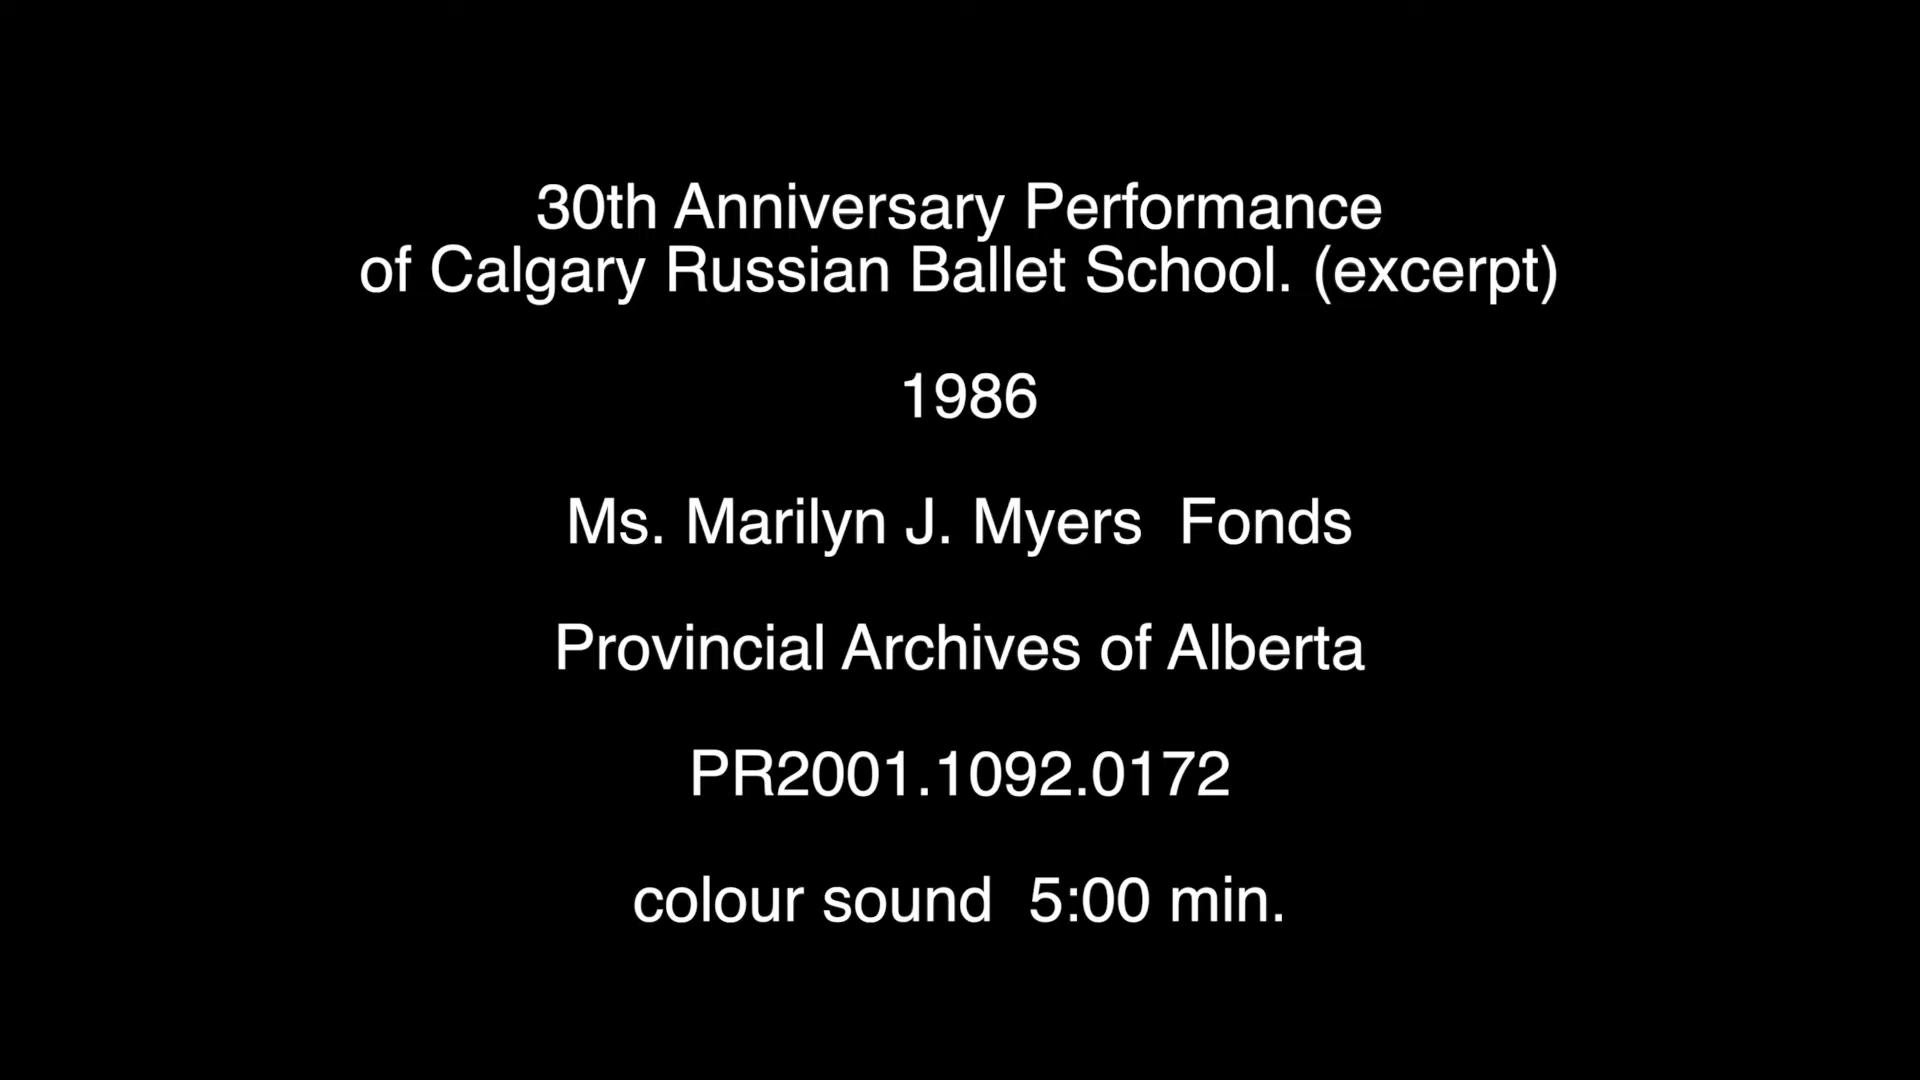 30th Anniversary Performance
of Calgary Russian Ballet School. (excerpt)
1986
Ms. Marilyn J. Myers  Fonds
Provincial Archives of Alberta
PR2001.1092.0172
colour sound  5:00 min.